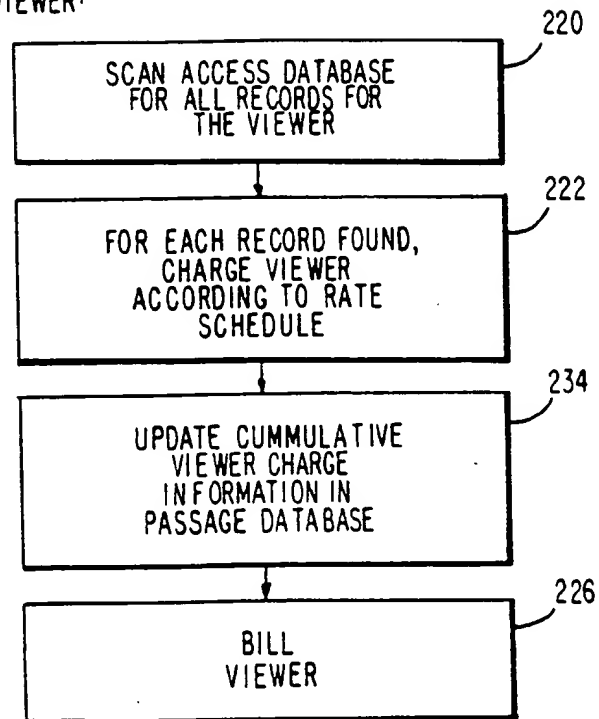 VIEWER:
220
SCAN ACCESS DATABASE
FOR ALL RECORDS FOR
THE VIEWER
222
FOR EACH RECORD FOUND,
CHARGE VIEWER
ACCORDING TO RATE
SCHEDULE
234
UPDATE CUMMULATIVE
VIEWER CHARGE
INFORMATION IN
PASSAGE DATABASE
226
BILL
VIEWER